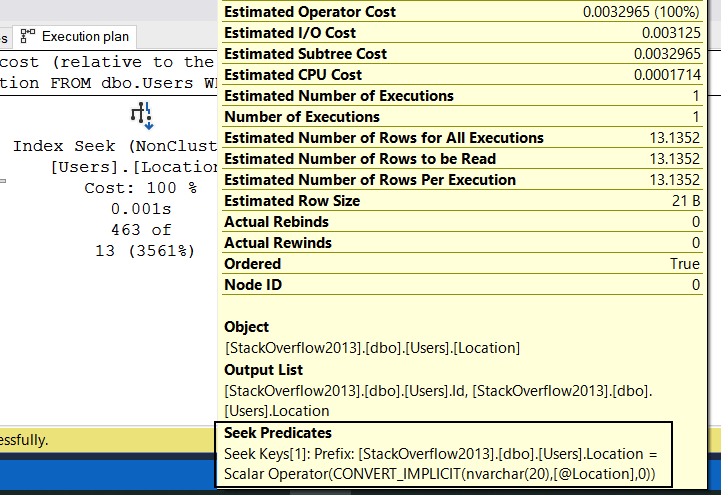 Estimated Operator Cost 0.0032965 (100%)
Estimated I/O Cost 0.003125
Estimated Subtree Cost 0.0032965
Estimated CPU Cost 0.0001714
Estimated Number of Executions 1
Number of Executions 1
Estimated Number of Rows for All Executions 13.1352
Estimated Number of Rows to be Read 13.1352
Estimated Number of Rows Per Execution 13.1352
Estimated Row Size 21 B
Actual Rebinds 0
Actual Rewinds 0
Ordered True
Node ID 0
Object
[StackOverflow2013].[dbo].[Users].[Location]
Output List
[StackOverflow2013].[dbo].[Users].Id, [StackOverflow2013].[dbo].
[Users].Location
Seek Predicates
Seek Keys[1]: Prefix: [StackOverflow2013].[dbo].[Users].Location =
Scalar Operator(CONVERT_IMPLICIT(nvarchar(20),[@Location],0))
Execution plan
cost (relative to the
tion FROM dbo.Users W
Index Seek (NonClust
[Users].[Location
Cost: 100 %
0.001s
463 of
13 (3561%)
essfully.